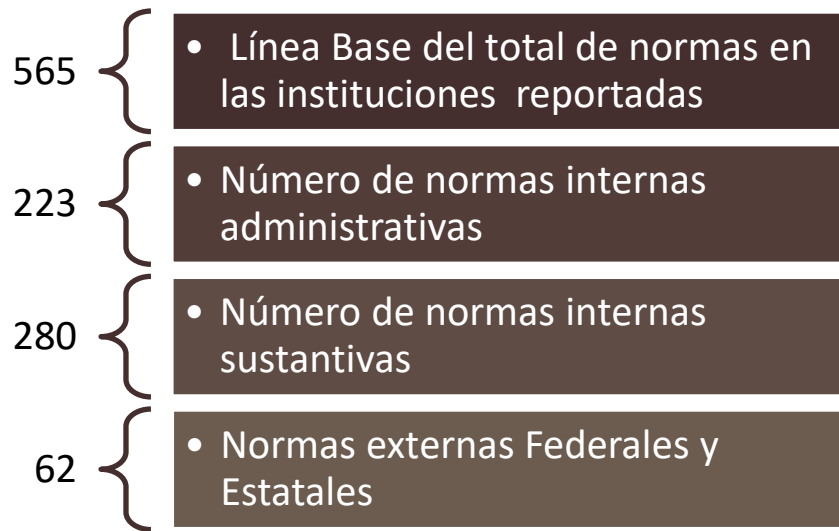 565
• Línea Base del total de normas en
las instituciones reportadas
223
• Número de normas internas
administrativas
280
• Número de normas internas
sustantivas
62
• Normas externas Federales y
Estatales